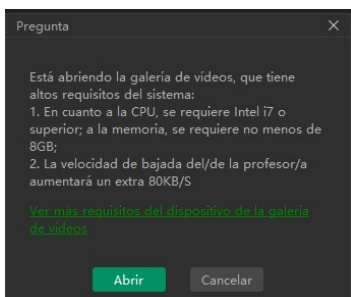 Pregunta
Está abriendo la galería de vídeos, que tiene
altos requisitos del sistema:
1. En cuanto a la CPU, se requiere Intel i7 o
superior; a la memoria, se requiere no menos de
8GB;
2. La velocidad de bajada del/de la profesor/a
aumentará un extra 80KB/S
Ver más requisitos del dispositivo de la galería
de vídeos
Abrir
Cancelar